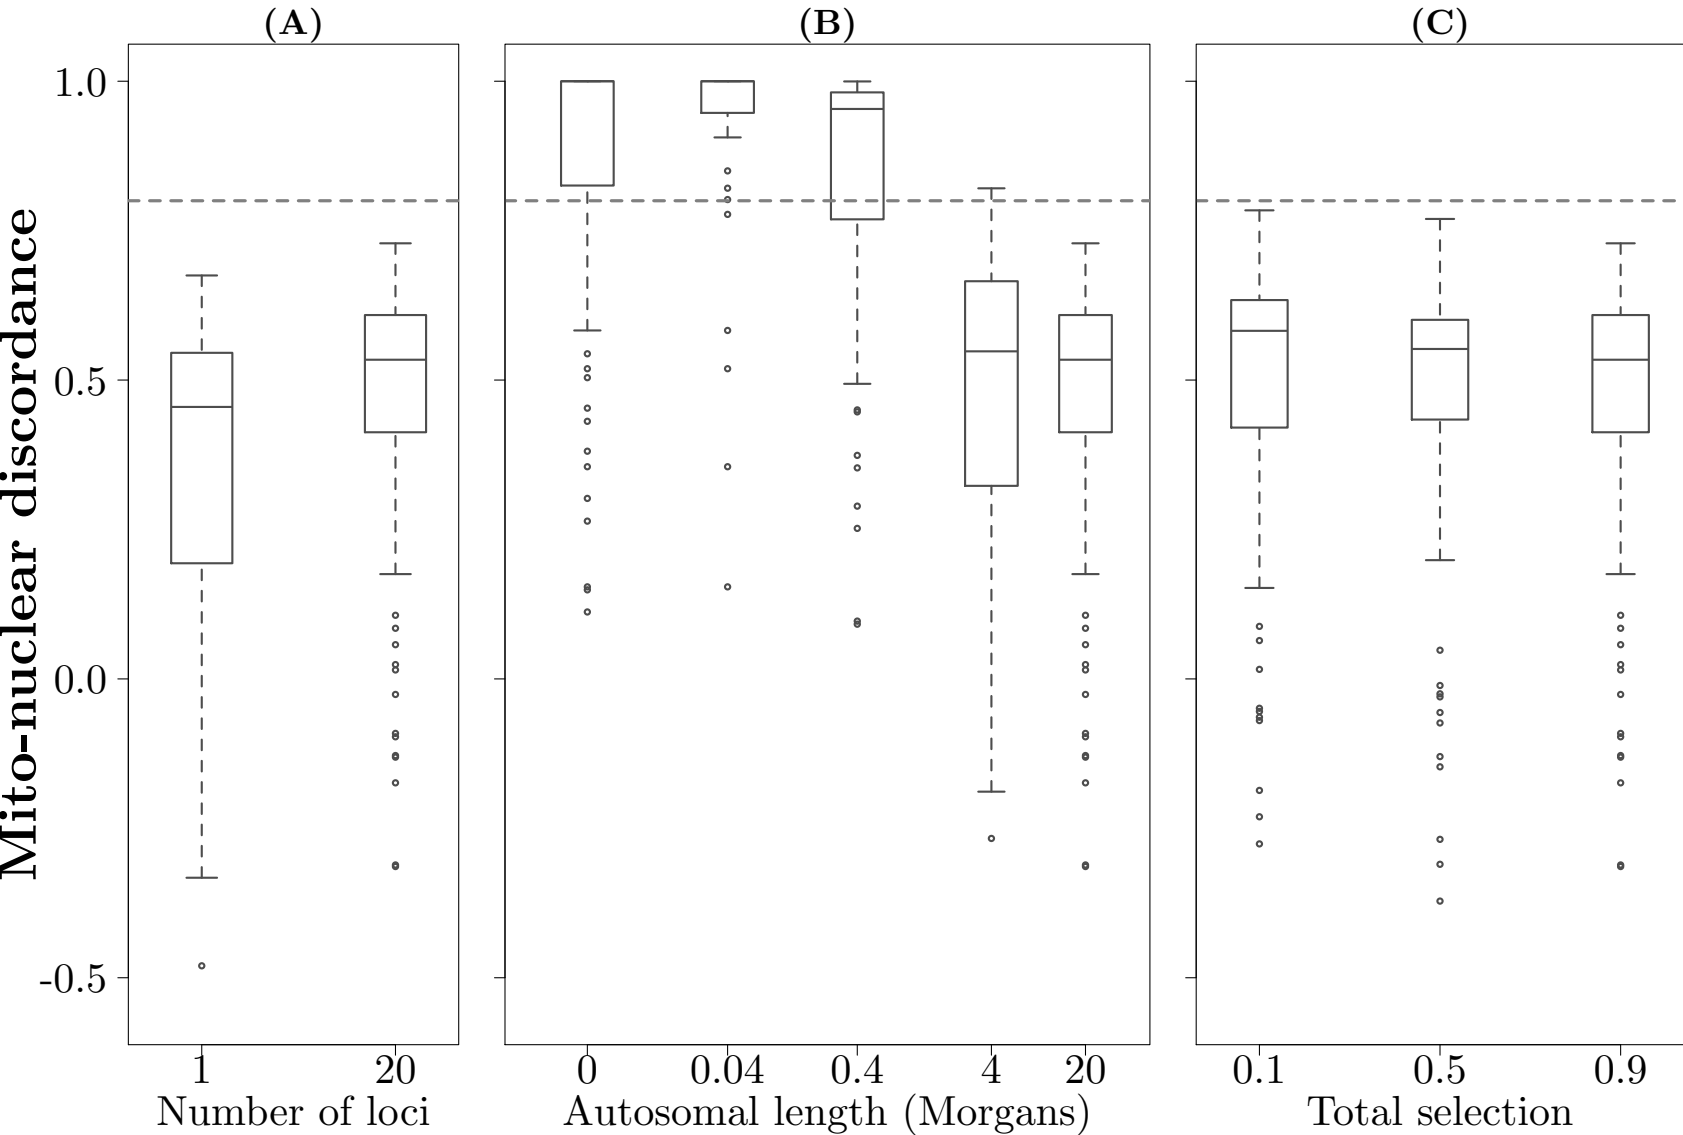 (A) (B) (C)
Mito-nuclear discordance
1.0
0.5
0.0
-0.5
1 20 0 0.04 0.4 4 20 0.1 0.5 0.9
Number of loci Autosomal length (Morgans) Total selection